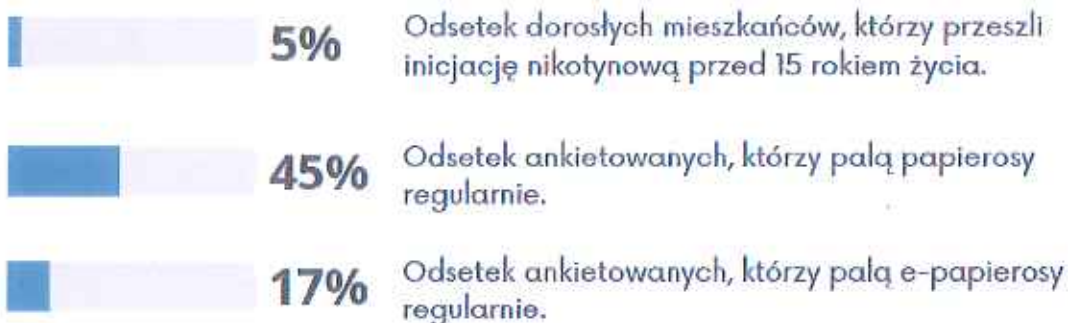 5%
Odsetek dorosłych mieszkańców, którzy przeszli
inicjację nikotynową przed 15 rokiem życia.
45%
Odsetek ankietowanych, którzy palą papierosy
regularnie.
17%
Odsetek ankietowanych, którzy palą e-papierosy
regularnie.